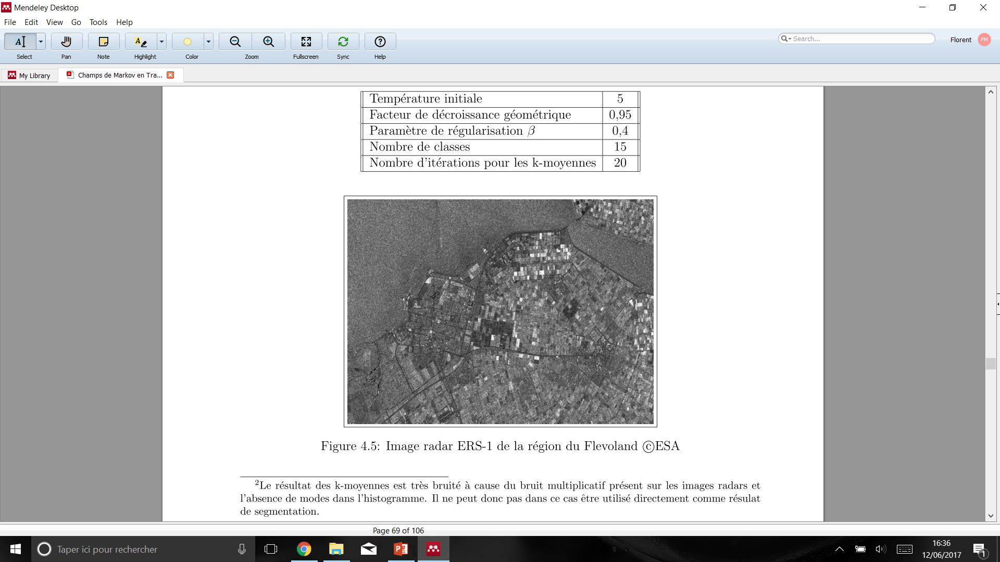 Mendeley Desktop
File Edit View Go Tools Help
Search...
Florent FM
Select Pan Note Highlight Color Zoom Fullscreen Sync Help
My Library Champs de Markov en Tra...
Température initiale 5
Facteur de décroissance géométrique 0,95
Paramètre de régularisation β 0,4
Nombre de classes 15
Nombre d'itérations pour les k-moyennes 20
Figure 4.5: Image radar ERS-1 de la région du Flevoland ©ESA
²Le résultat des k-moyennes est très bruité à cause du bruit multiplicatif présent sur les images radars et
l'absence de modes dans l'histogramme. Il ne peut donc pas dans ce cas être utilisé directement comme résulat
de segmentation.
Page 69 of 106
Taper ici pour rechercher
16:36
12/06/2017
1